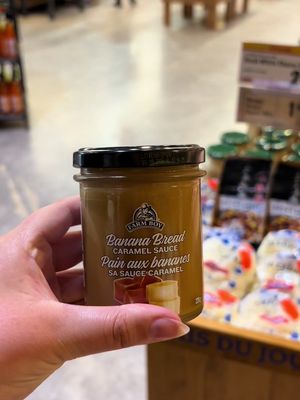 FARM BOY
Banana Bread
CARAMEL SAUCE
Pain aux bananes
SA SAUCE CARAMEL
DU JOUR